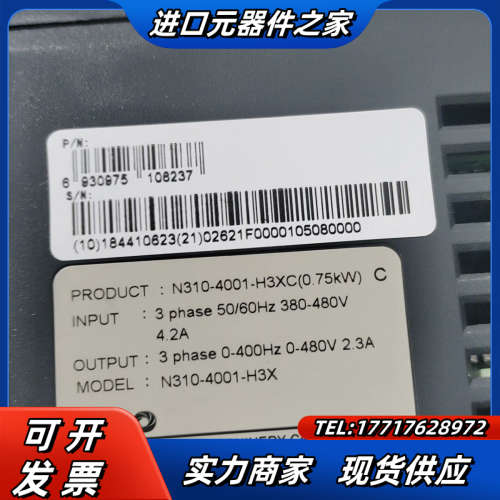 进口元器件之家
P/N:
6 930975 108237
S/N:
(10)184410623(21)02621F0000105080000
PRODUCT : N310-4001-H3XC(0.75kW) C
INPUT : 3 phase 50/60Hz 380-480V
4.2A
OUTPUT : 3 phase 0-400Hz 0-480V 2.3A
MODEL : N310-4001-H3X
TEL:17717628972
可开
发票
实力商家 现货供应